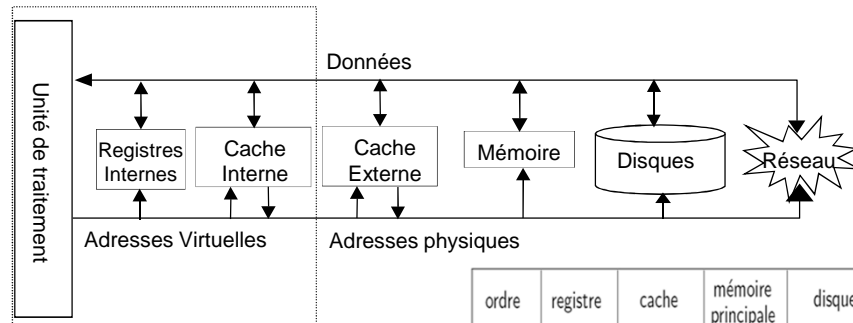 Données
Unité de traitement
Registres
Internes
Cache
Interne
Cache
Externe
Mémoire
Disques
Réseau
Adresses Virtuelles
Adresses physiques
ordre
registre
cache
mémoire
principale
disque